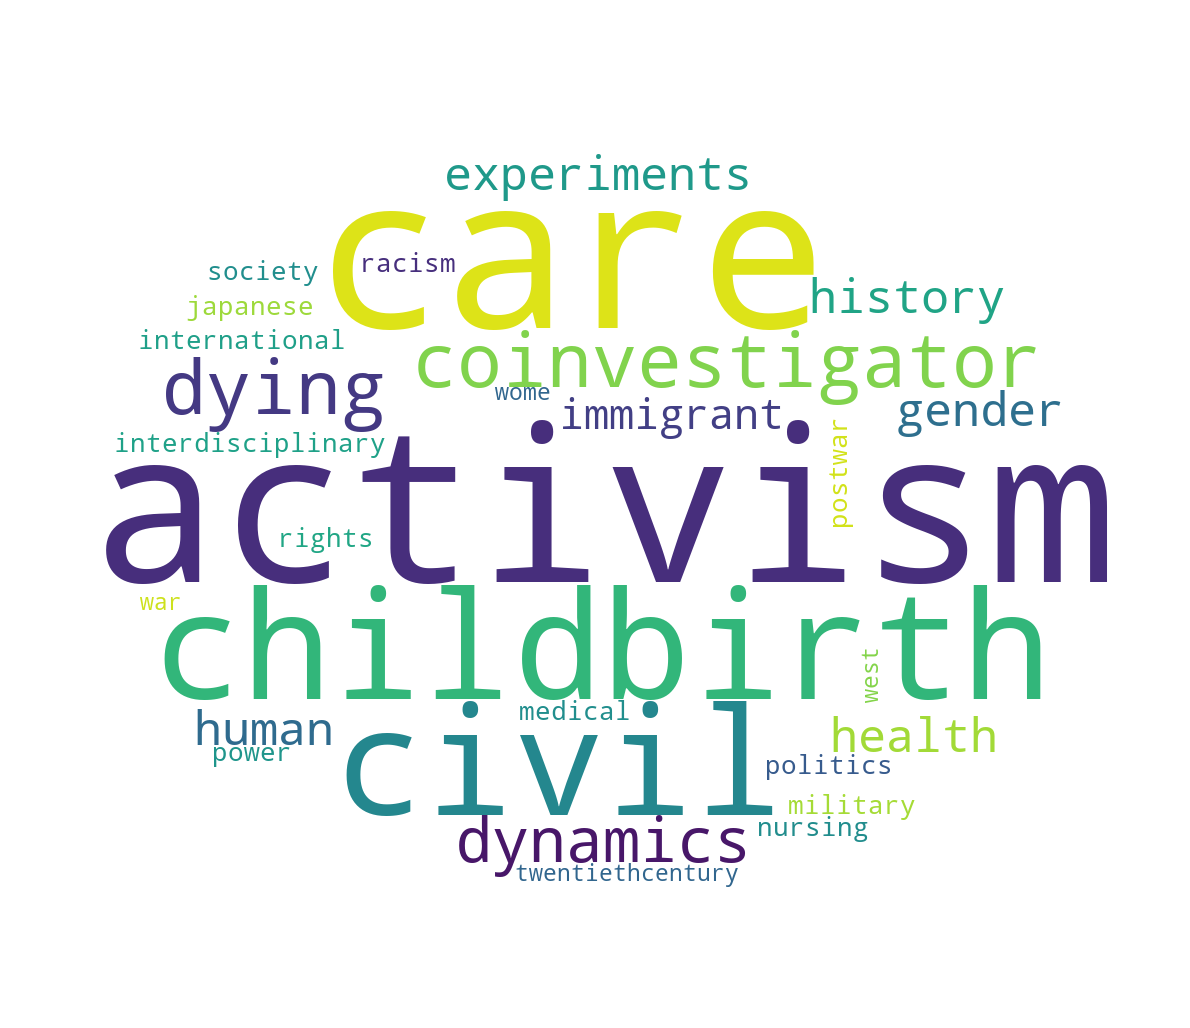 experiments
care
racism
society
history
japanese
international
coinvestigator
dying
wome
immigrant
gender
interdisciplinary
postwar
activism
rights
war
childbirth
west
human
medical
health
power
civil
politics
military
nursing
dynamics
twentiethcentury